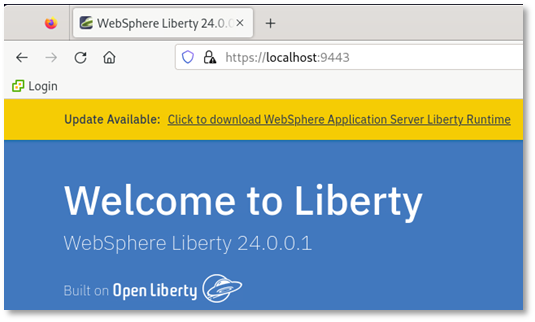 WebSphere Liberty 24.0.0
https://localhost:9443
Login
Update Available: Click to download WebSphere Application Server Liberty Runtime
Welcome to Liberty
WebSphere Liberty 24.0.0.1
Built on Open Liberty